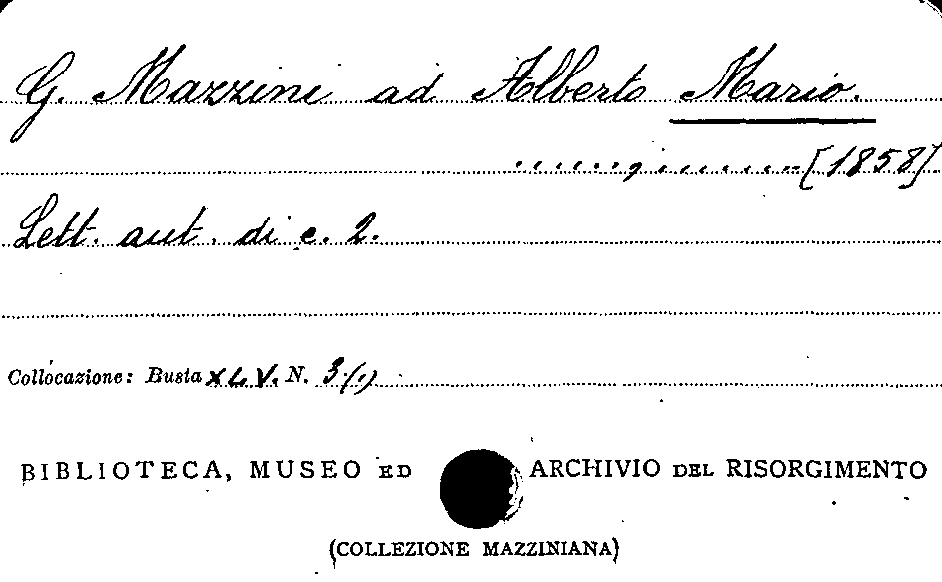 G. Mazzini ad Alberto Mario.
......, ...... [1858]
Lett. aut. di c. 2.
Collocazione: Busta XLV. N. 3 (1)
BIBLIOTECA, MUSEO ED ARCHIVIO DEL RISORGIMENTO
(COLLEZIONE MAZZINIANA)